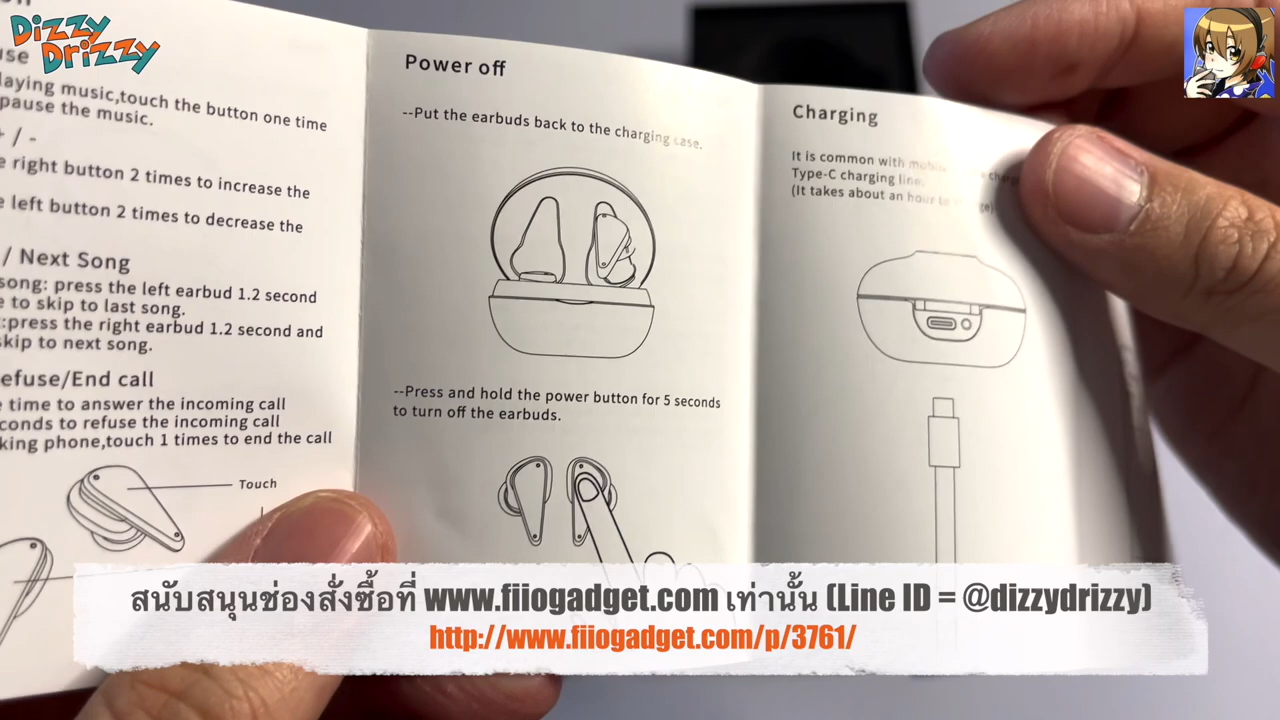 Dizzy
Drizzy
use
laying music,touch the button one time
pause the music.
+ / -
right button 2 times to increase the
left button 2 times to decrease the
/ Next Song
song: press the left earbud 1.2 second
to skip to last song.
:press the right earbud 1.2 second and
skip to next song.
efuse/End call
time to answer the incoming call
conds to refuse the incoming call
king phone,touch 1 times to end the call
Touch
Power off
--Put the earbuds back to the charging case.
--Press and hold the power button for 5 seconds
to turn off the earbuds.
Charging
It is common with
Type-C charging line.
(It takes about an hour to
สนับสนุนช่องสั่งซื้อที่ www.fiiogadget.com เท่านั้น (Line ID = @dizzydrizzy)
http://www.fiiogadget.com/p/3761/